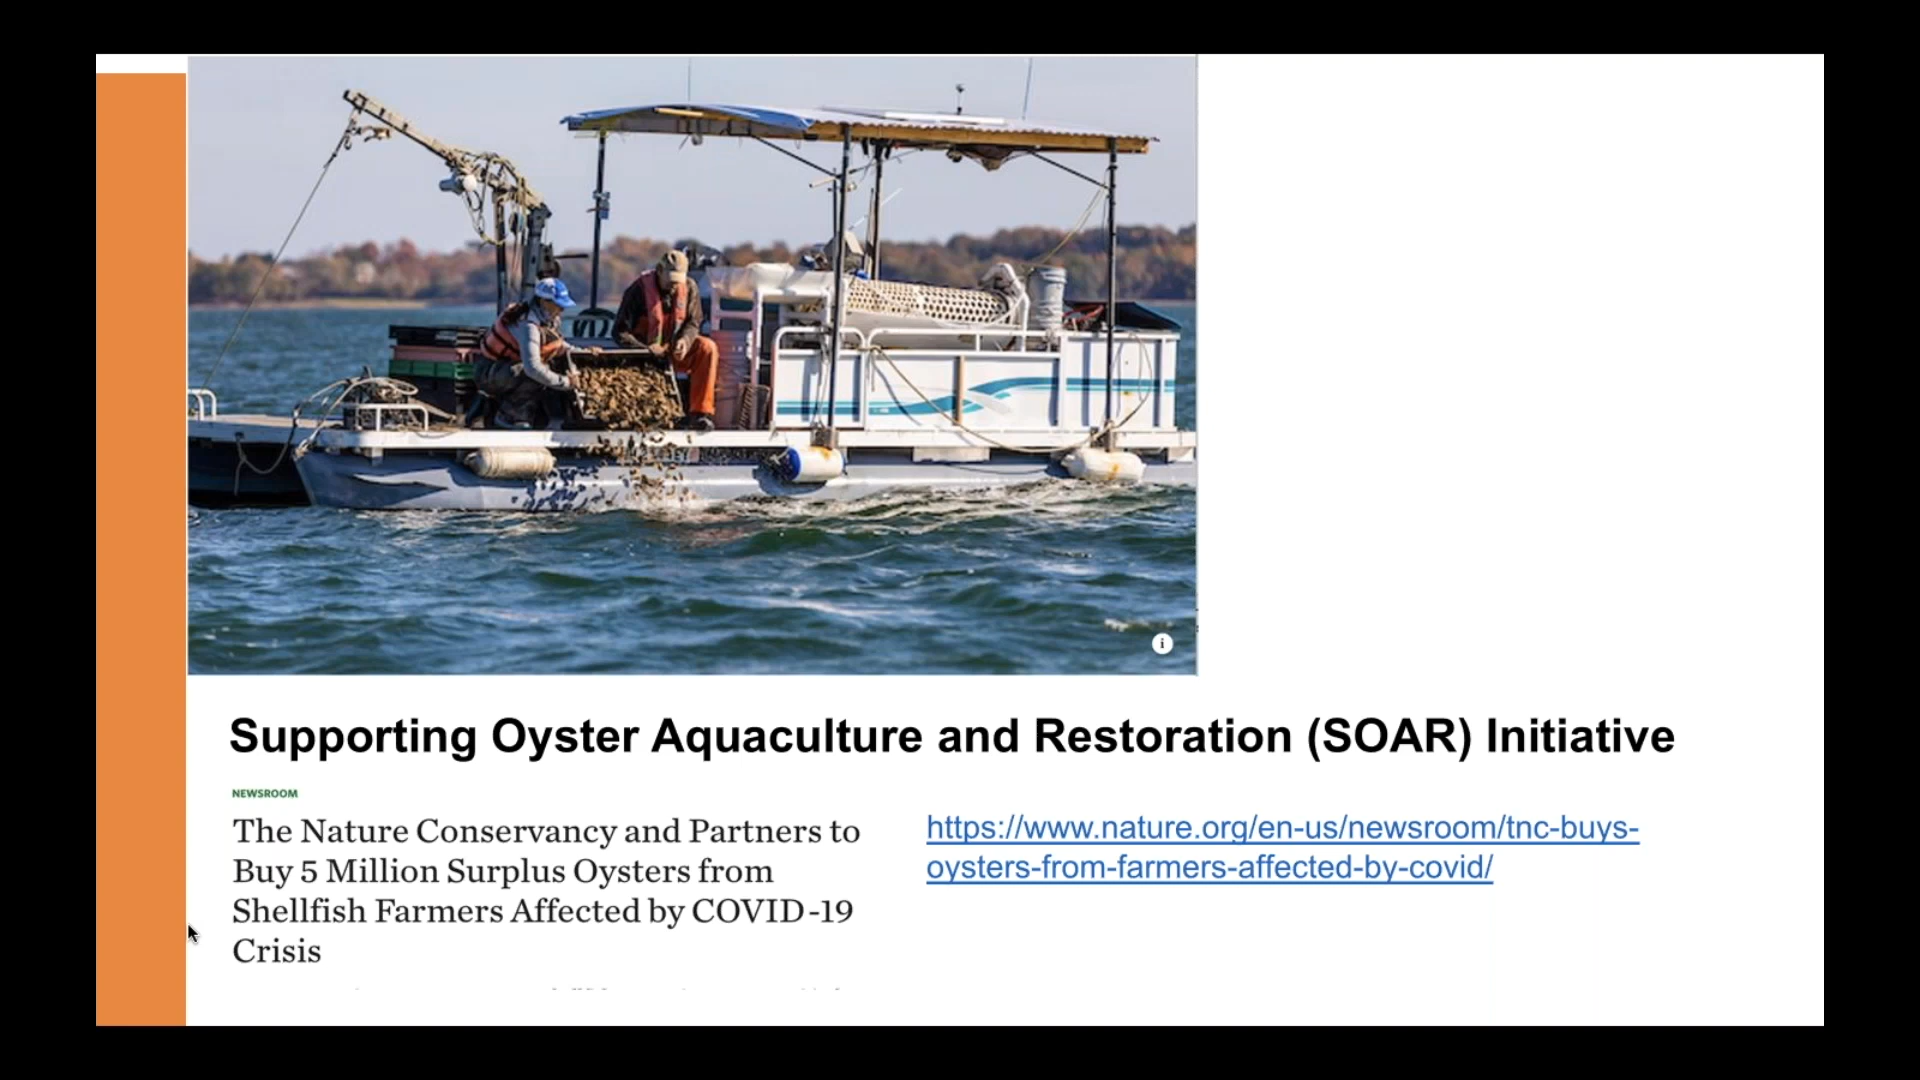 Supporting Oyster Aquaculture and Restoration (SOAR) Initiative
NEWSROOM
The Nature Conservancy and Partners to
Buy 5 Million Surplus Oysters from
Shellfish Farmers Affected by COVID-19
Crisis
https://www.nature.org/en-us/newsroom/tnc-buys-
oysters-from-farmers-affected-by-covid/